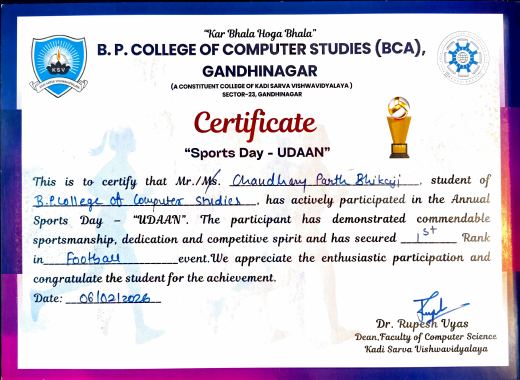 "Kar Bhala Hoga Bhala"
B. P. COLLEGE OF COMPUTER STUDIES (BCA),
GANDHINAGAR
(A CONSTITUENT COLLEGE OF KADI SARVA VISHWAVIDYALAYA )
SECTOR-23, GANDHINAGAR
KSV
Certificate
"Sports Day - UDAAN"
This is to certify that Mr./Ms. Chaudhary Parth Bhikaji, student of
B.P.College of Computer Studies, has actively participated in the Annual
Sports Day – "UDAAN". The participant has demonstrated commendable
sportsmanship, dedication and competitive spirit and has secured 1st Rank
in Football event.We appreciate the enthusiastic participation and
congratulate the student for the achievement.
Date: 06/02/2026
Dr. Rupesh Vyas
Dean,Faculty of Computer Science
Kadi Sarva Vishwavidyalaya